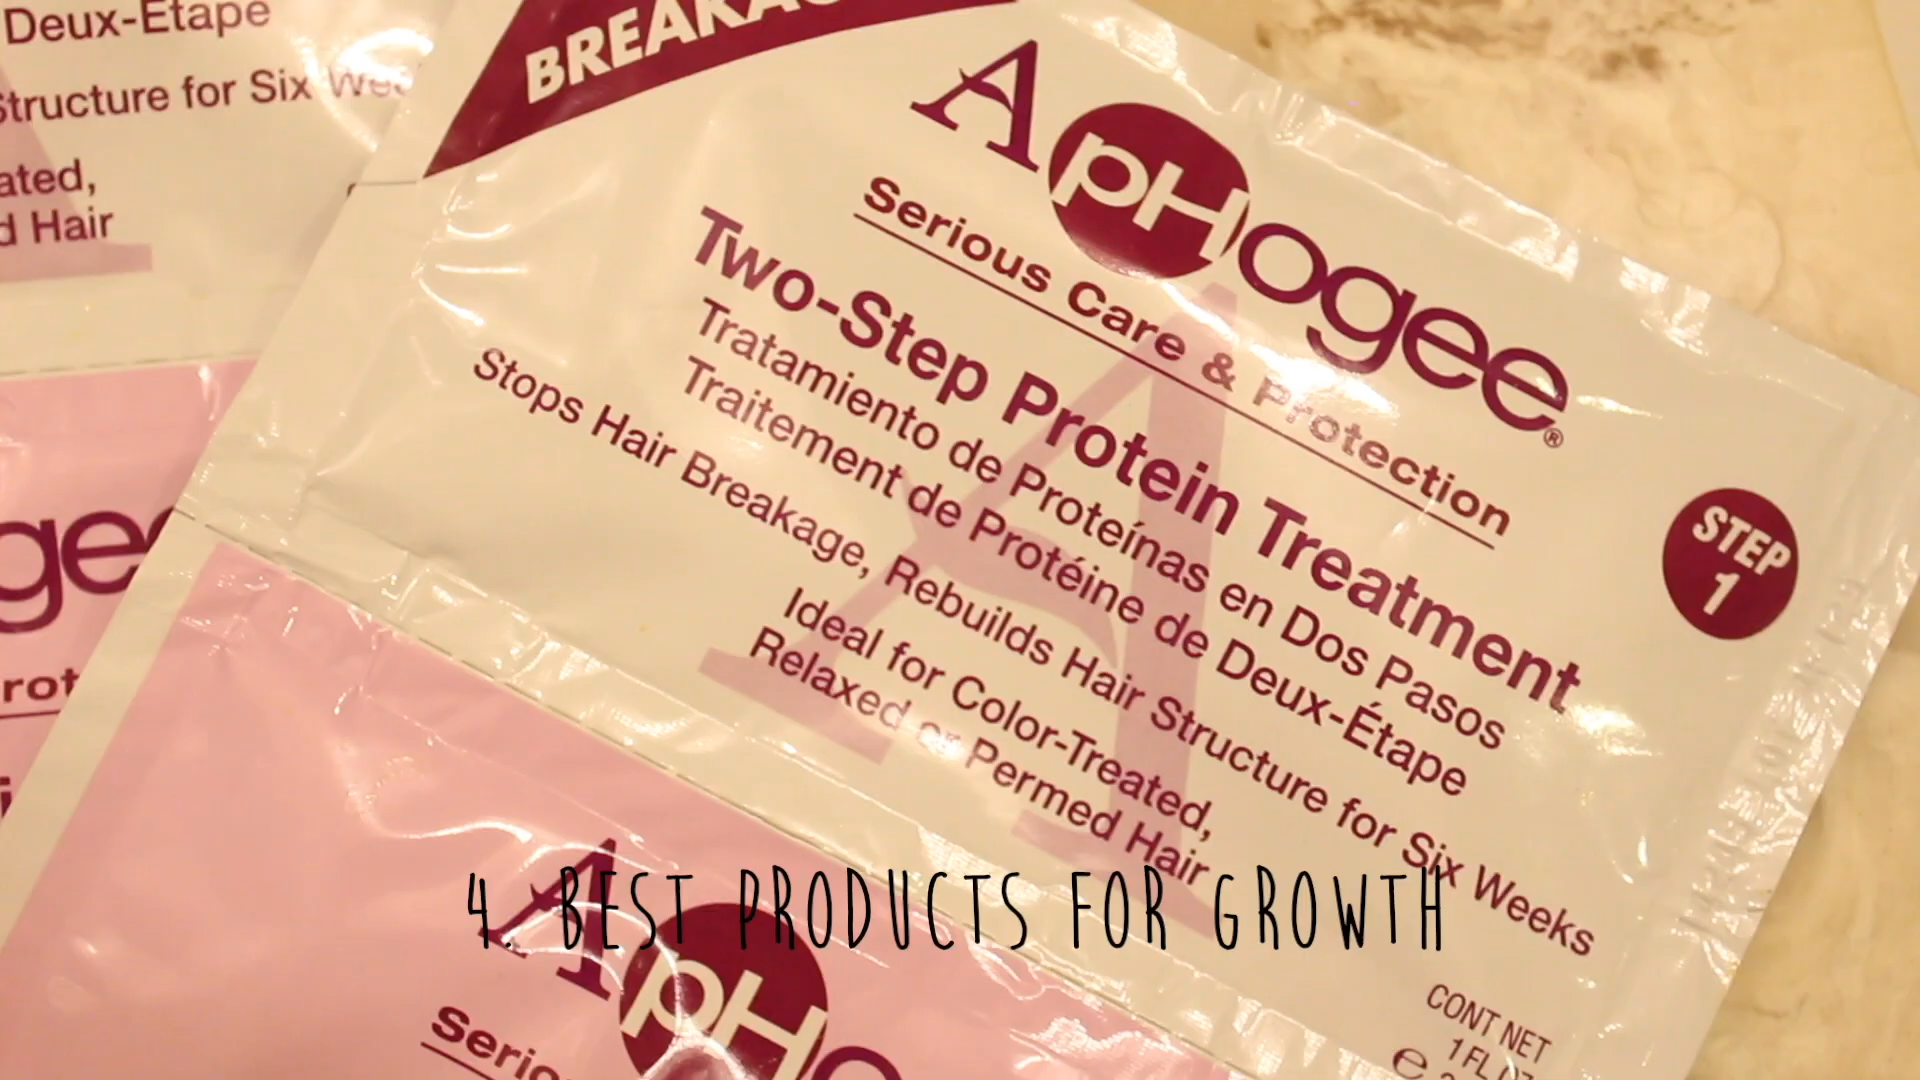 Deux-Étape
Structure for Six
d Hair
BREAKA
ApHogee®
Serious Care & Protection
Two-Step Protein Treatment
Tratamiento de Proteínas en Dos Pasos
Traitement de Protéine de Deux-Étape
Stops Hair Breakage, Rebuilds Hair Structure for Six Weeks
Ideal for Color-Treated,
Relaxed or Permed Hair
STEP
1
CONT NET
1 FL OZ
gee
rot
ApHo
Serio
4. BEST PRODUCTS FOR GROWTH